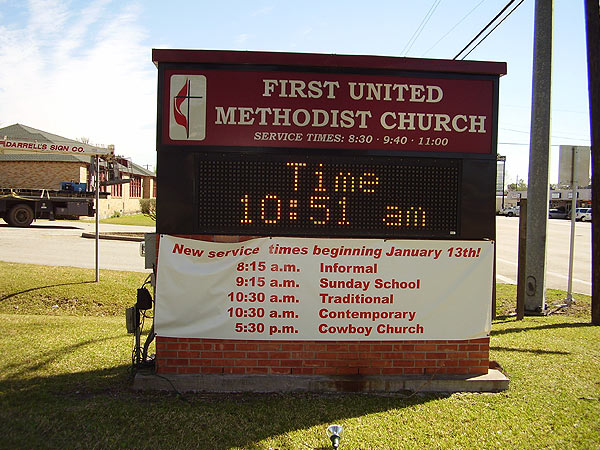 DARRELL'S SIGN CO.
FIRST UNITED
METHODIST CHURCH
SERVICE TIMES: 8:30 · 9:40 · 11:00
Time
10:51 am
New service times beginning January 13th!
8:15 a.m. Informal
9:15 a.m. Sunday School
10:30 a.m. Traditional
10:30 a.m. Contemporary
5:30 p.m. Cowboy Church